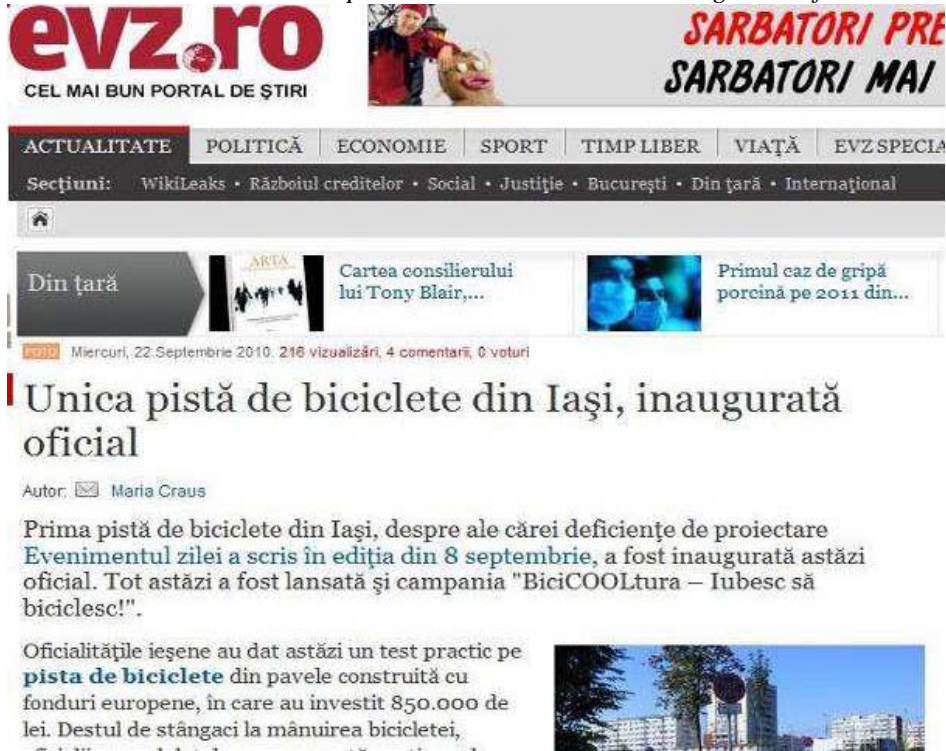 evz.ro
CEL MAI BUN PORTAL DE ŞTIRI
SARBATORI PRE
SARBATORI MAI
ACTUALITATE POLITICĂ ECONOMIE SPORT TIMP LIBER VIAŢĂ EVZ SPECIA
Secţiuni: WikiLeaks • Războiul creditelor • Social • Justiţie • Bucureşti • Din ţară • Internaţional
Din ţară
ARTA
Cartea consilierului
lui Tony Blair,...
Primul caz de gripă
porcină pe 2011 din...
FOTO Miercuri, 22 Septembrie 2010. 216 vizualizări, 4 comentarii, 0 voturi
Unica pistă de biciclete din Iaşi, inaugurată
oficial
Autor: Maria Craus
Prima pistă de biciclete din Iaşi, despre ale cărei deficienţe de proiectare
Evenimentul zilei a scris în ediţia din 8 septembrie, a fost inaugurată astăzi
oficial. Tot astăzi a fost lansată şi campania "BiciCOOLtura – Iubesc să
biciclesc!".
Oficialităţile ieşene au dat astăzi un test practic pe
pista de biciclete din pavele construită cu
fonduri europene, în care au investit 850.000 de
lei. Destul de stângaci la mânuirea bicicletei,